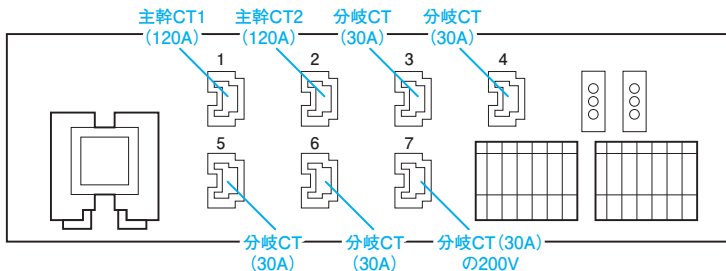 主幹CT1 主幹CT2 分岐CT 分岐CT
(120A) (120A) (30A) (30A)
1 2 3 4
5 6 7
分岐CT 分岐CT 分岐CT(30A)
(30A) (30A) の200V